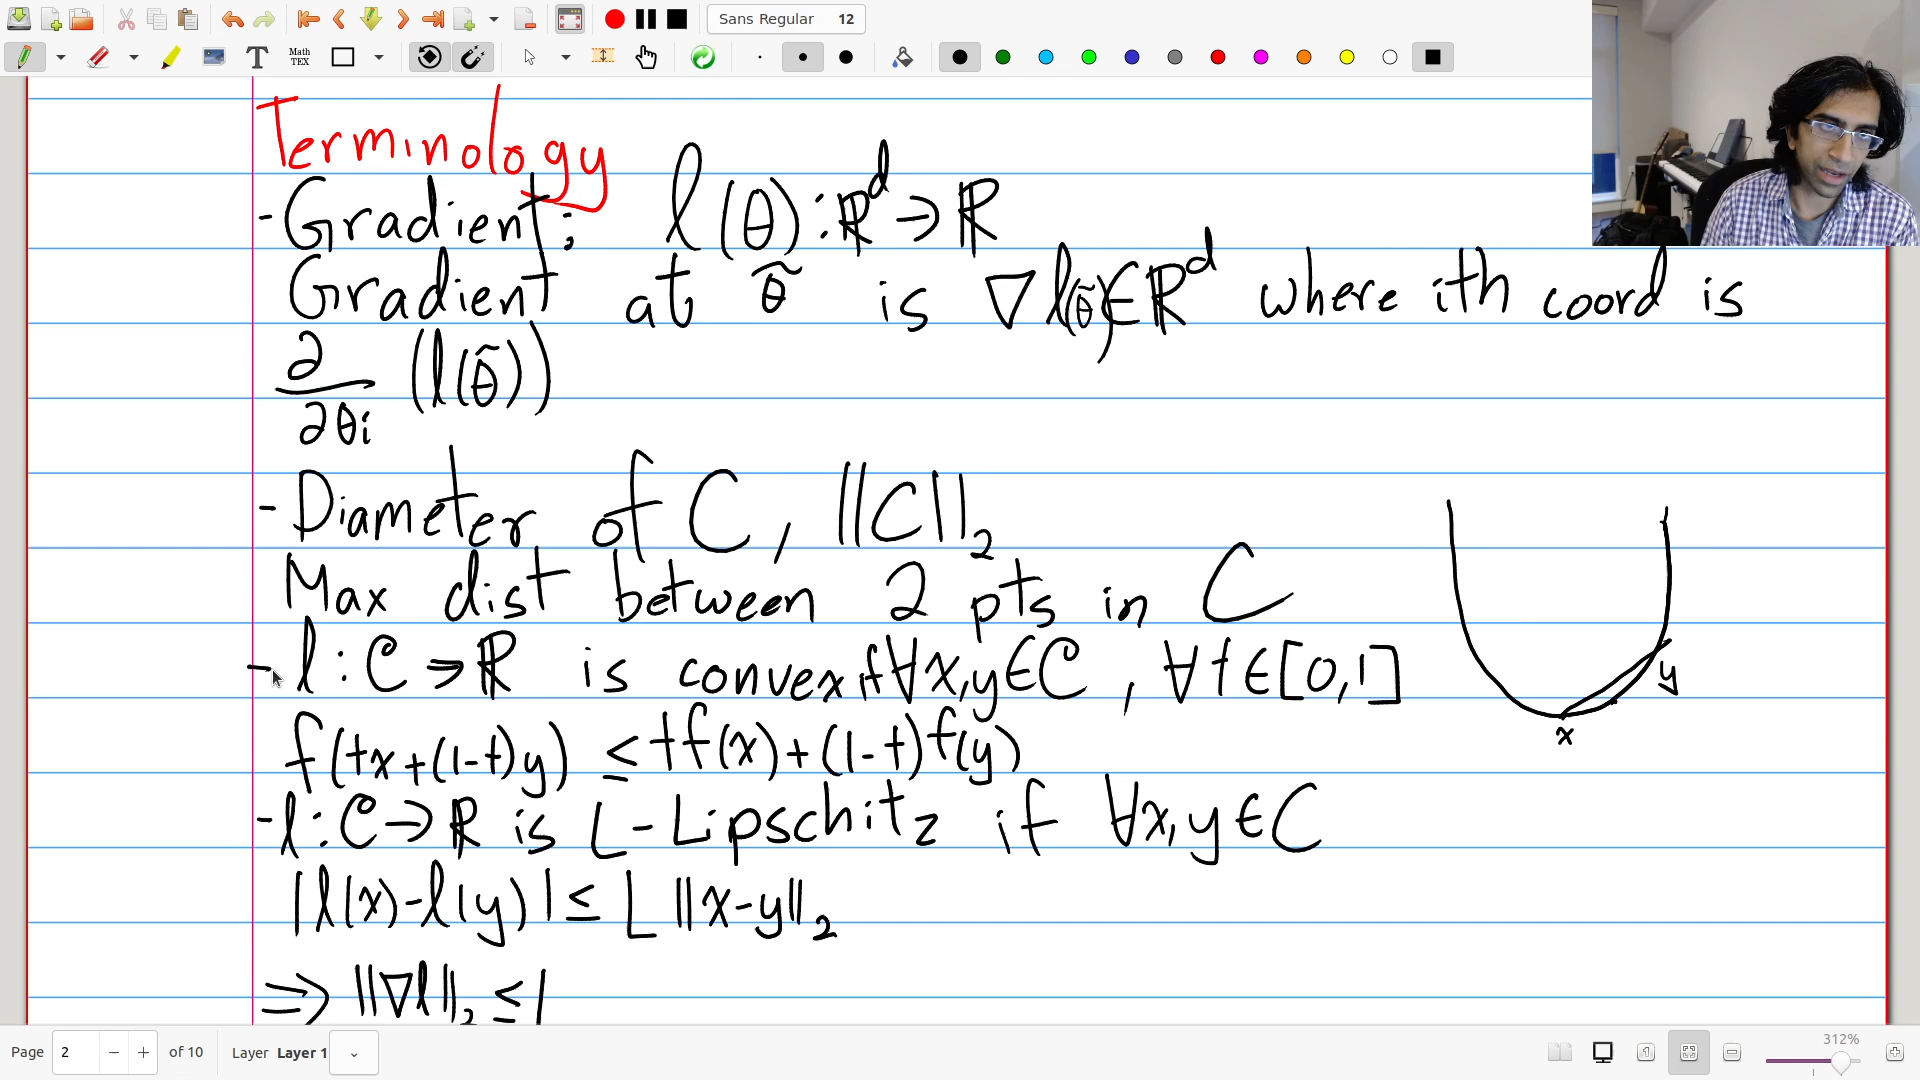 Sans Regular 12
Math
TEX
Terminology
- Gradient: l(θ):ℝ^d→ℝ
Gradient at θ̃ is ∇l(θ̃)∈ℝ^d where ith coord is
∂/∂θi (l(θ̃))
- Diameter of C, ||C||₂
Max dist between 2 pts in C
- l: C→ℝ is convex if ∀x,y∈C, ∀t∈[0,1]
y
f(tx+(1-t)y) ≤ tf(x)+(1-t)f(y)
x
- l: C→ℝ is L-Lipschitz if ∀x,y∈C
|l(x)-l(y)| ≤ L ||x-y||₂
⇒ ||∇l||₂ ≤
Page 2 − + of 10 Layer Layer 1
312%